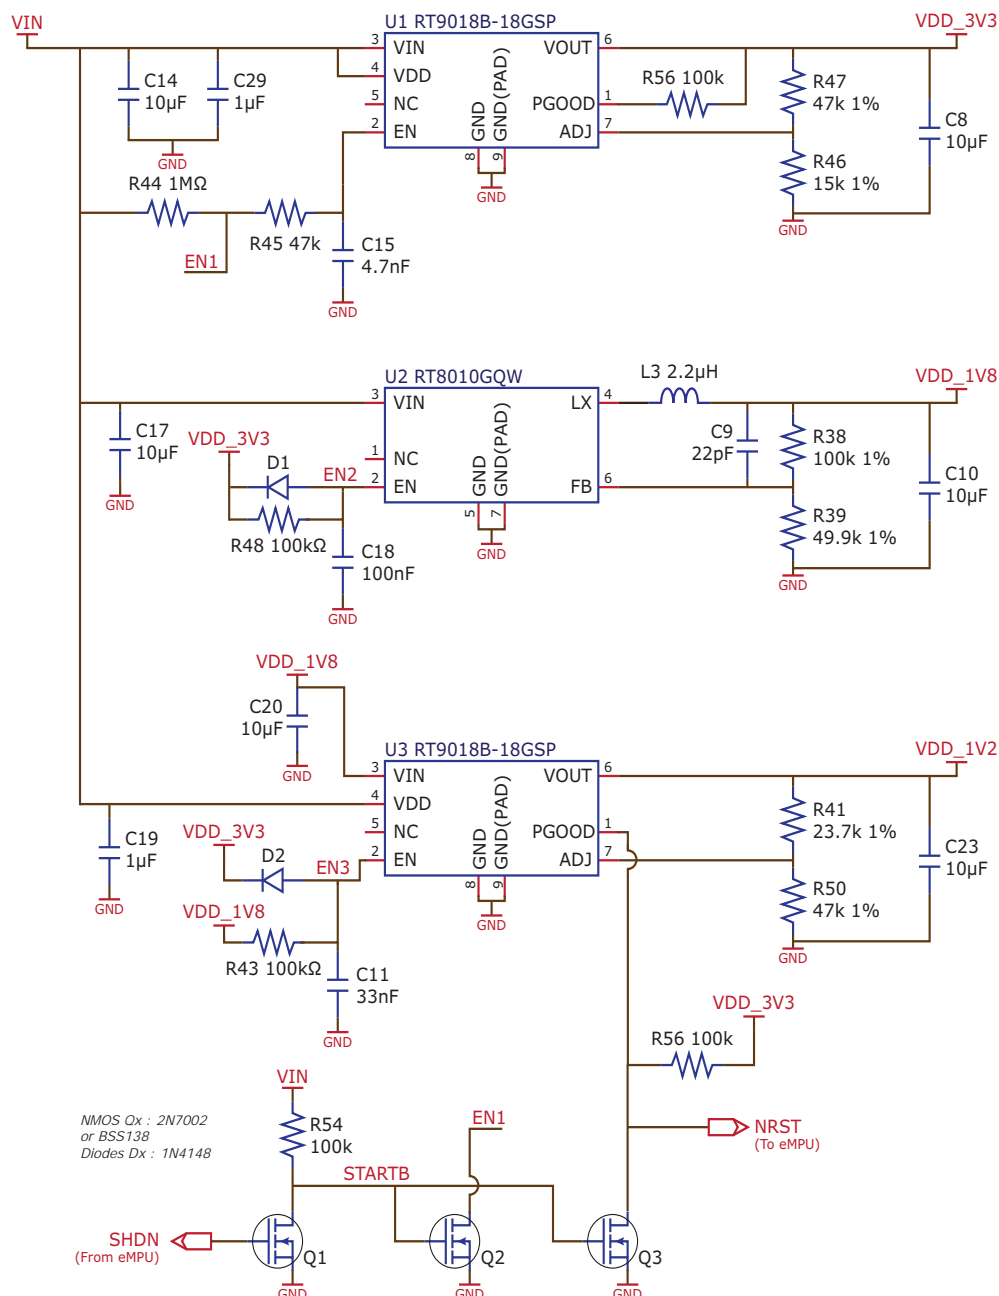 VIN
U1 RT9018B-18GSP
VDD_3V3
3 VIN
VOUT 6
4 VDD
5 NC
PGOOD 1
2 EN
ADJ 7
GND
GND(PAD)
8
9
GND
C14
10µF
C29
1µF
GND
R56 100k
R47
47k 1%
R46
15k 1%
C8
10µF
GND
R44 1MΩ
R45 47k
EN1
C15
4.7nF
GND
U2 RT8010GQW
L3 2.2µH
VDD_1V8
3 VIN
LX 4
1 NC
2 EN
FB 6
GND
GND(PAD)
5
7
GND
C17
10µF
GND
VDD_3V3
D1
EN2
R48 100kΩ
C18
100nF
GND
C9
22pF
R38
100k 1%
R39
49.9k 1%
C10
10µF
GND
VDD_1V8
C20
10µF
GND
U3 RT9018B-18GSP
VDD_1V2
3 VIN
VOUT 6
4 VDD
5 NC
PGOOD 1
2 EN
ADJ 7
GND
GND(PAD)
8
9
GND
C19
1µF
GND
VDD_3V3
D2
EN3
VDD_1V8
R43 100kΩ
C11
33nF
GND
R41
23.7k 1%
R50
47k 1%
C23
10µF
GND
VDD_3V3
R56 100k
NRST
(To eMPU)
NMOS Qx : 2N7002
or BSS138
Diodes Dx : 1N4148
VIN
R54
100k
EN1
STARTB
SHDN
(From eMPU)
Q1
Q2
Q3
GND
GND
GND